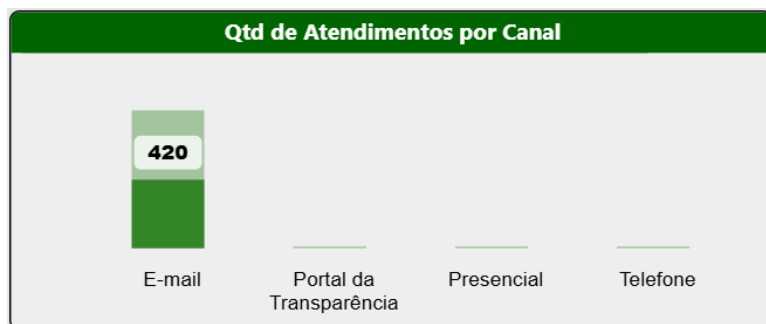 Qtd de Atendimentos por Canal
420
E-mail
Portal da
Transparência
Presencial
Telefone